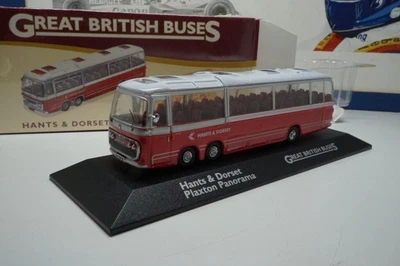 GREAT BRITISH BUSES
HANTS & DORSET
HANTS & DORSET
Hants & Dorset
Plaxton Panorama
GREAT BRITISH BUSES